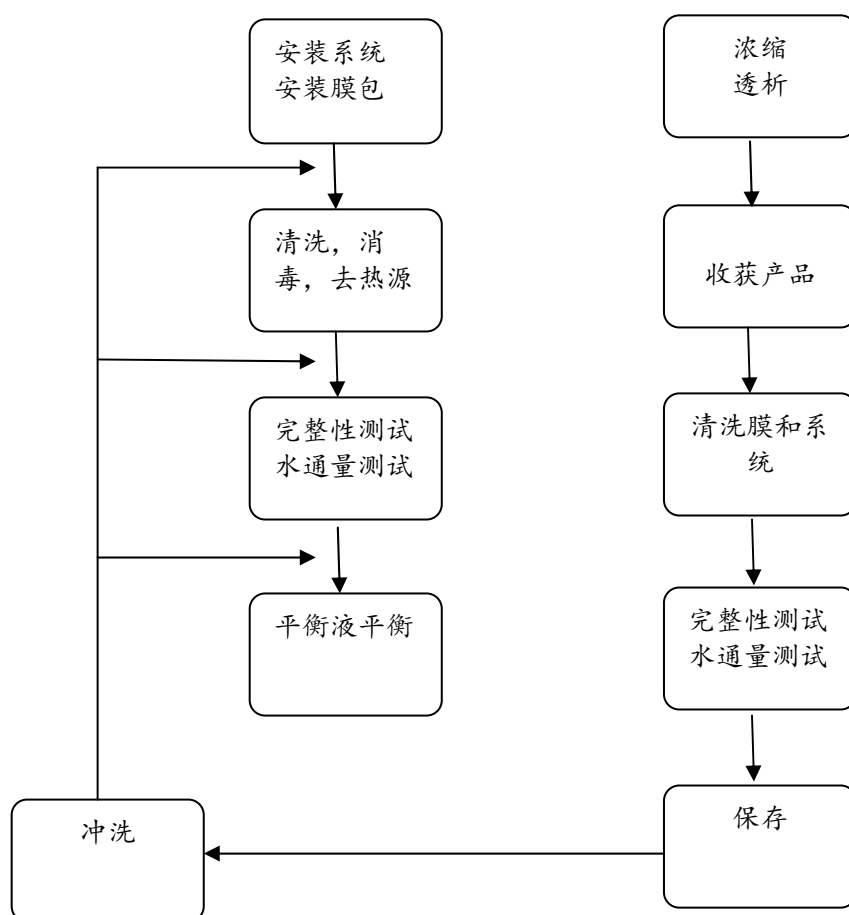 安装系统
安装膜包
清洗，消
毒，去热源
完整性测试
水通量测试
平衡液平衡
冲洗
浓缩
透析
收获产品
清洗膜和系
统
完整性测试
水通量测试
保存